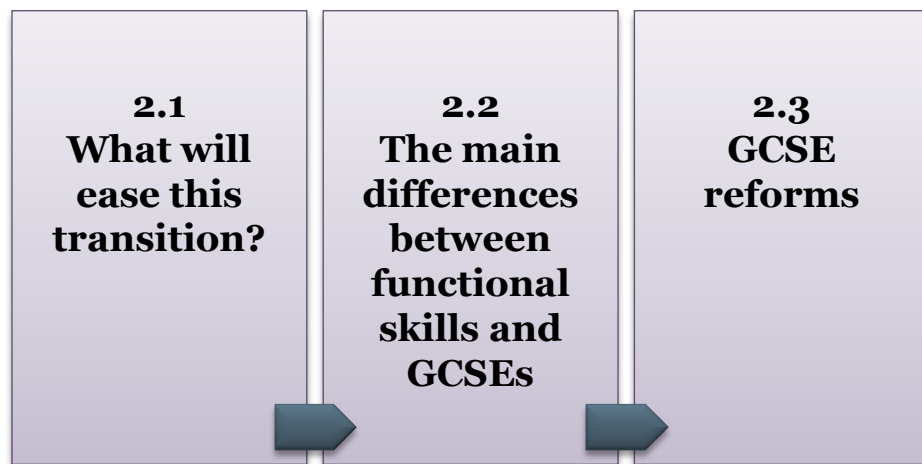 2.1
What will
ease this
transition?
2.2
The main
differences
between
functional
skills and
GCSEs
2.3
GCSE
reforms